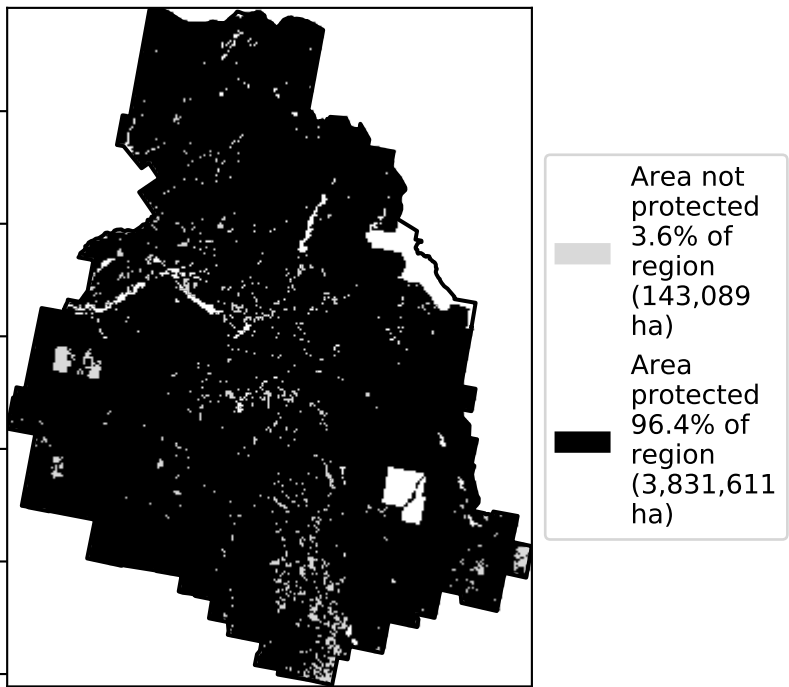 Area not
protected
3.6% of
region
(143,089
ha)
Area
protected
96.4% of
region
(3,831,611
ha)